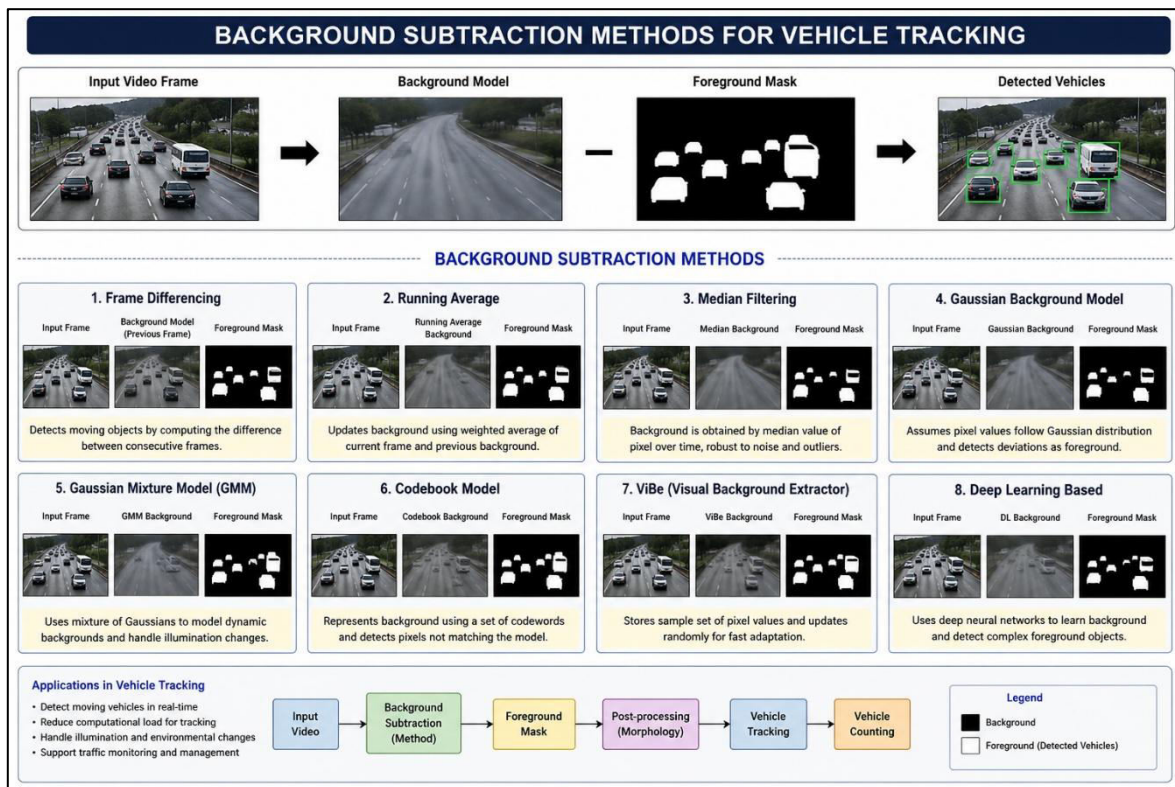 BACKGROUND SUBTRACTION METHODS FOR VEHICLE TRACKING
Input Video Frame
Background Model
Foreground Mask
Detected Vehicles
BACKGROUND SUBTRACTION METHODS
1. Frame Differencing
Input Frame
Background Model
(Previous Frame)
Foreground Mask
Detects moving objects by computing the difference
between consecutive frames.
2. Running Average
Input Frame
Running Average
Background
Foreground Mask
Updates background using weighted average of
current frame and previous background.
3. Median Filtering
Input Frame
Median Background
Foreground Mask
Background is obtained by median value of
pixel over time, robust to noise and outliers.
4. Gaussian Background Model
Input Frame
Gaussian Background
Foreground Mask
Assumes pixel values follow Gaussian distribution
and detects deviations as foreground.
5. Gaussian Mixture Model (GMM)
Input Frame
GMM Background
Foreground Mask
Uses mixture of Gaussians to model dynamic
backgrounds and handle illumination changes.
6. Codebook Model
Input Frame
Codebook Background
Foreground Mask
Represents background using a set of codewords
and detects pixels not matching the model.
7. ViBe (Visual Background Extractor)
Input Frame
ViBe Background
Foreground Mask
Stores sample set of pixel values and updates
randomly for fast adaptation.
8. Deep Learning Based
Input Frame
DL Background
Foreground Mask
Uses deep neural networks to learn background
and detect complex foreground objects.
Applications in Vehicle Tracking
• Detect moving vehicles in real-time
• Reduce computational load for tracking
• Handle illumination and environmental changes
• Support traffic monitoring and management
Input
Video
Background
Subtraction
(Method)
Foreground
Mask
Post-processing
(Morphology)
Vehicle
Tracking
Vehicle
Counting
Legend
Background
Foreground (Detected Vehicles)